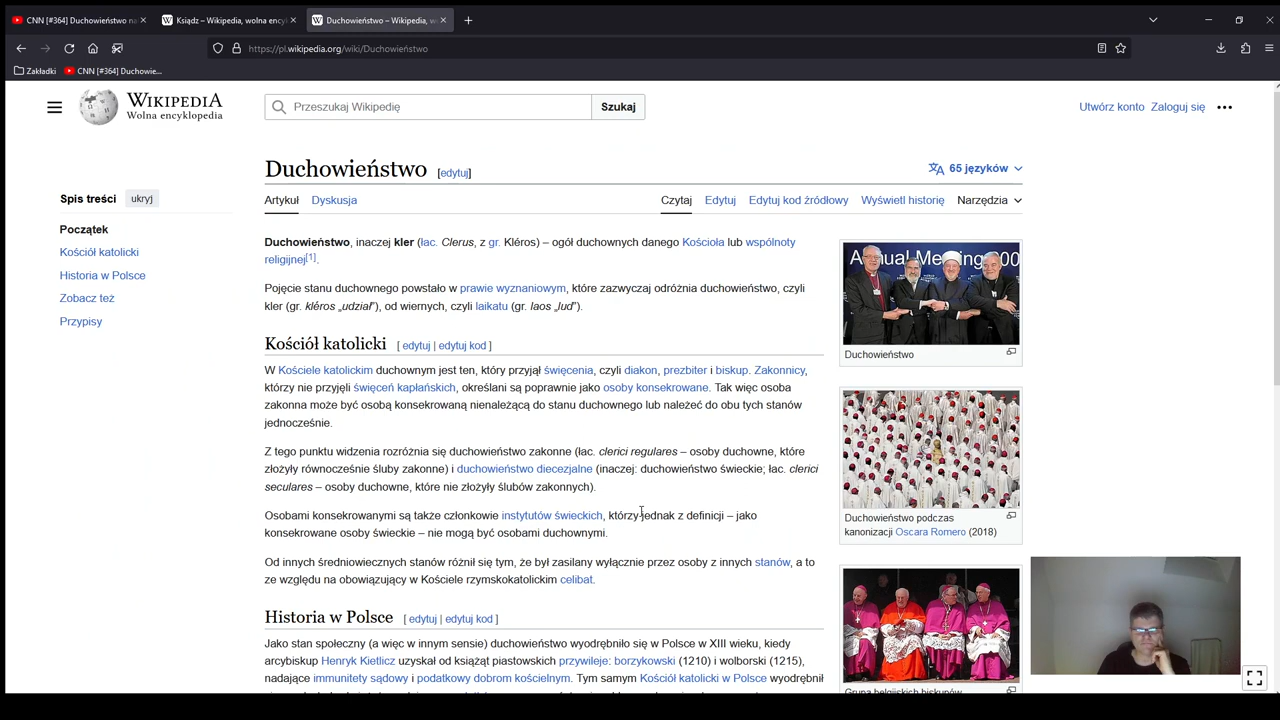 CNN [#364] Duchowieństwo na
Ksiądz – Wikipedia, wolna ency
Duchowieństwo – Wikipedia, w
https://pl.wikipedia.org/wiki/Duchowieństwo
Zakładki
CNN [#364] Duchowie...
WIKIPEDIA
Wolna encyklopedia
Przeszukaj Wikipedię
Szukaj
Utwórz konto
Zaloguj się
Duchowieństwo [edytuj]
65 języków
Spis treści
ukryj
Początek
Kościół katolicki
Historia w Polsce
Zobacz też
Przypisy
Artykuł
Dyskusja
Czytaj
Edytuj
Edytuj kod źródłowy
Wyświetl historię
Narzędzia
Duchowieństwo, inaczej kler (łac. Clerus, z gr. Kléros) – ogół duchownych danego Kościoła lub wspólnoty
religijnej[1].
Pojęcie stanu duchownego powstało w prawie wyznaniowym, które zazwyczaj odróżnia duchowieństwo, czyli
kler (gr. kléros „udział”), od wiernych, czyli laikatu (gr. laos „lud”).
Kościół katolicki [ edytuj | edytuj kod ]
W Kościele katolickim duchownym jest ten, który przyjął święcenia, czyli diakon, prezbiter i biskup. Zakonnicy,
którzy nie przyjęli święceń kapłańskich, określani są poprawnie jako osoby konsekrowane. Tak więc osoba
zakonna może być osobą konsekrowaną nienależącą do stanu duchownego lub należeć do obu tych stanów
jednocześnie.
Z tego punktu widzenia rozróżnia się duchowieństwo zakonne (łac. clerici regulares – osoby duchowne, które
złożyły równocześnie śluby zakonne) i duchowieństwo diecezjalne (inaczej: duchowieństwo świeckie; łac. clerici
seculares – osoby duchowne, które nie złożyły ślubów zakonnych).
Osobami konsekrowanymi są także członkowie instytutów świeckich, którzy jednak z definicji – jako
konsekrowane osoby świeckie – nie mogą być osobami duchownymi.
Od innych średniowiecznych stanów różnił się tym, że był zasilany wyłącznie przez osoby z innych stanów, a to
ze względu na obowiązujący w Kościele rzymskokatolickim celibat.
Historia w Polsce [ edytuj | edytuj kod ]
Jako stan społeczny (a więc w innym sensie) duchowieństwo wyodrębniło się w Polsce w XIII wieku, kiedy
arcybiskup Henryk Kietlicz uzyskał od książąt piastowskich przywileje: borzykowski (1210) i wolborski (1215),
nadające immunitety sądowy i podatkowy dobrom kościelnym. Tym samym Kościół katolicki w Polsce wyodrębnił
Annual Meeting 200
Duchowieństwo
Duchowieństwo podczas
kanonizacji Oscara Romero (2018)
Grupa belgijskich biskupów